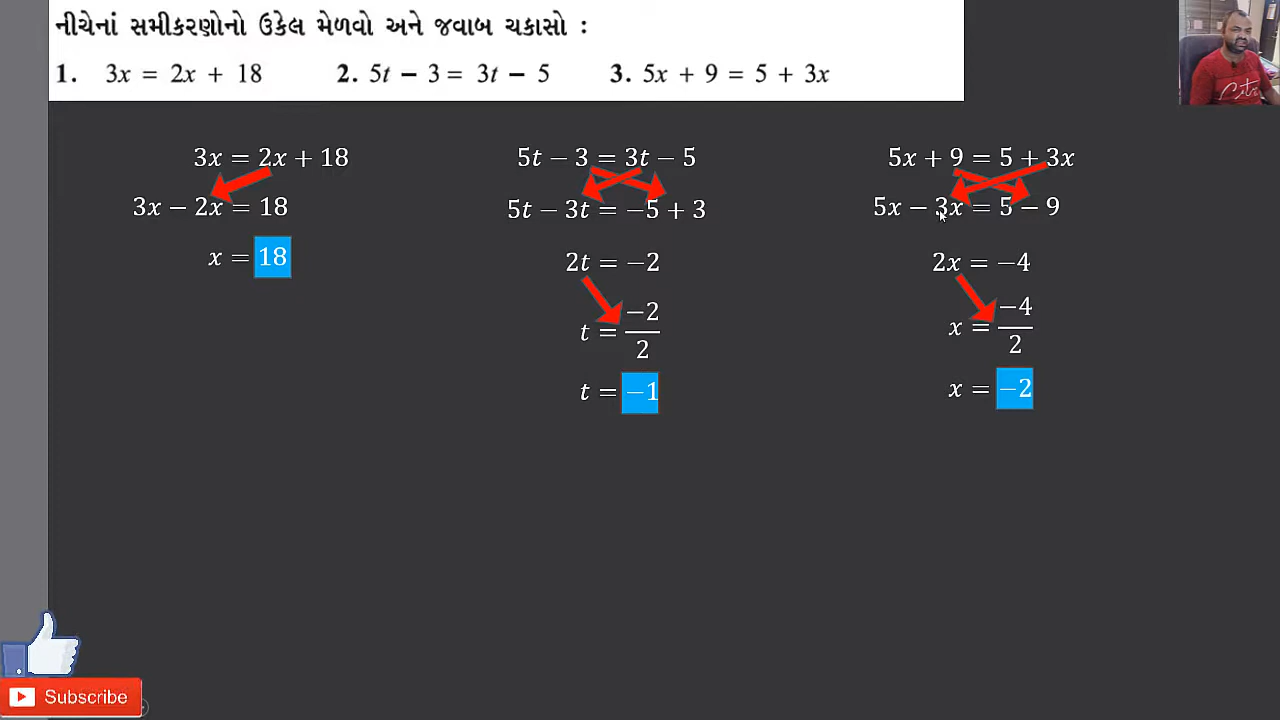 નીચેનાં સમીકરણોનો ઉકેલ મેળવો અને જવાબ ચકાસો :
1. 3x = 2x + 18 2. 5t − 3 = 3t − 5 3. 5x + 9 = 5 + 3x
3x = 2x + 18
3x − 2x = 18
x = 18
5t − 3 = 3t − 5
5t − 3t = −5 + 3
2t = −2
t = −2/2
t = −1
5x + 9 = 5 + 3x
5x − 3x = 5 − 9
2x = −4
x = −4/2
x = −2
Subscribe